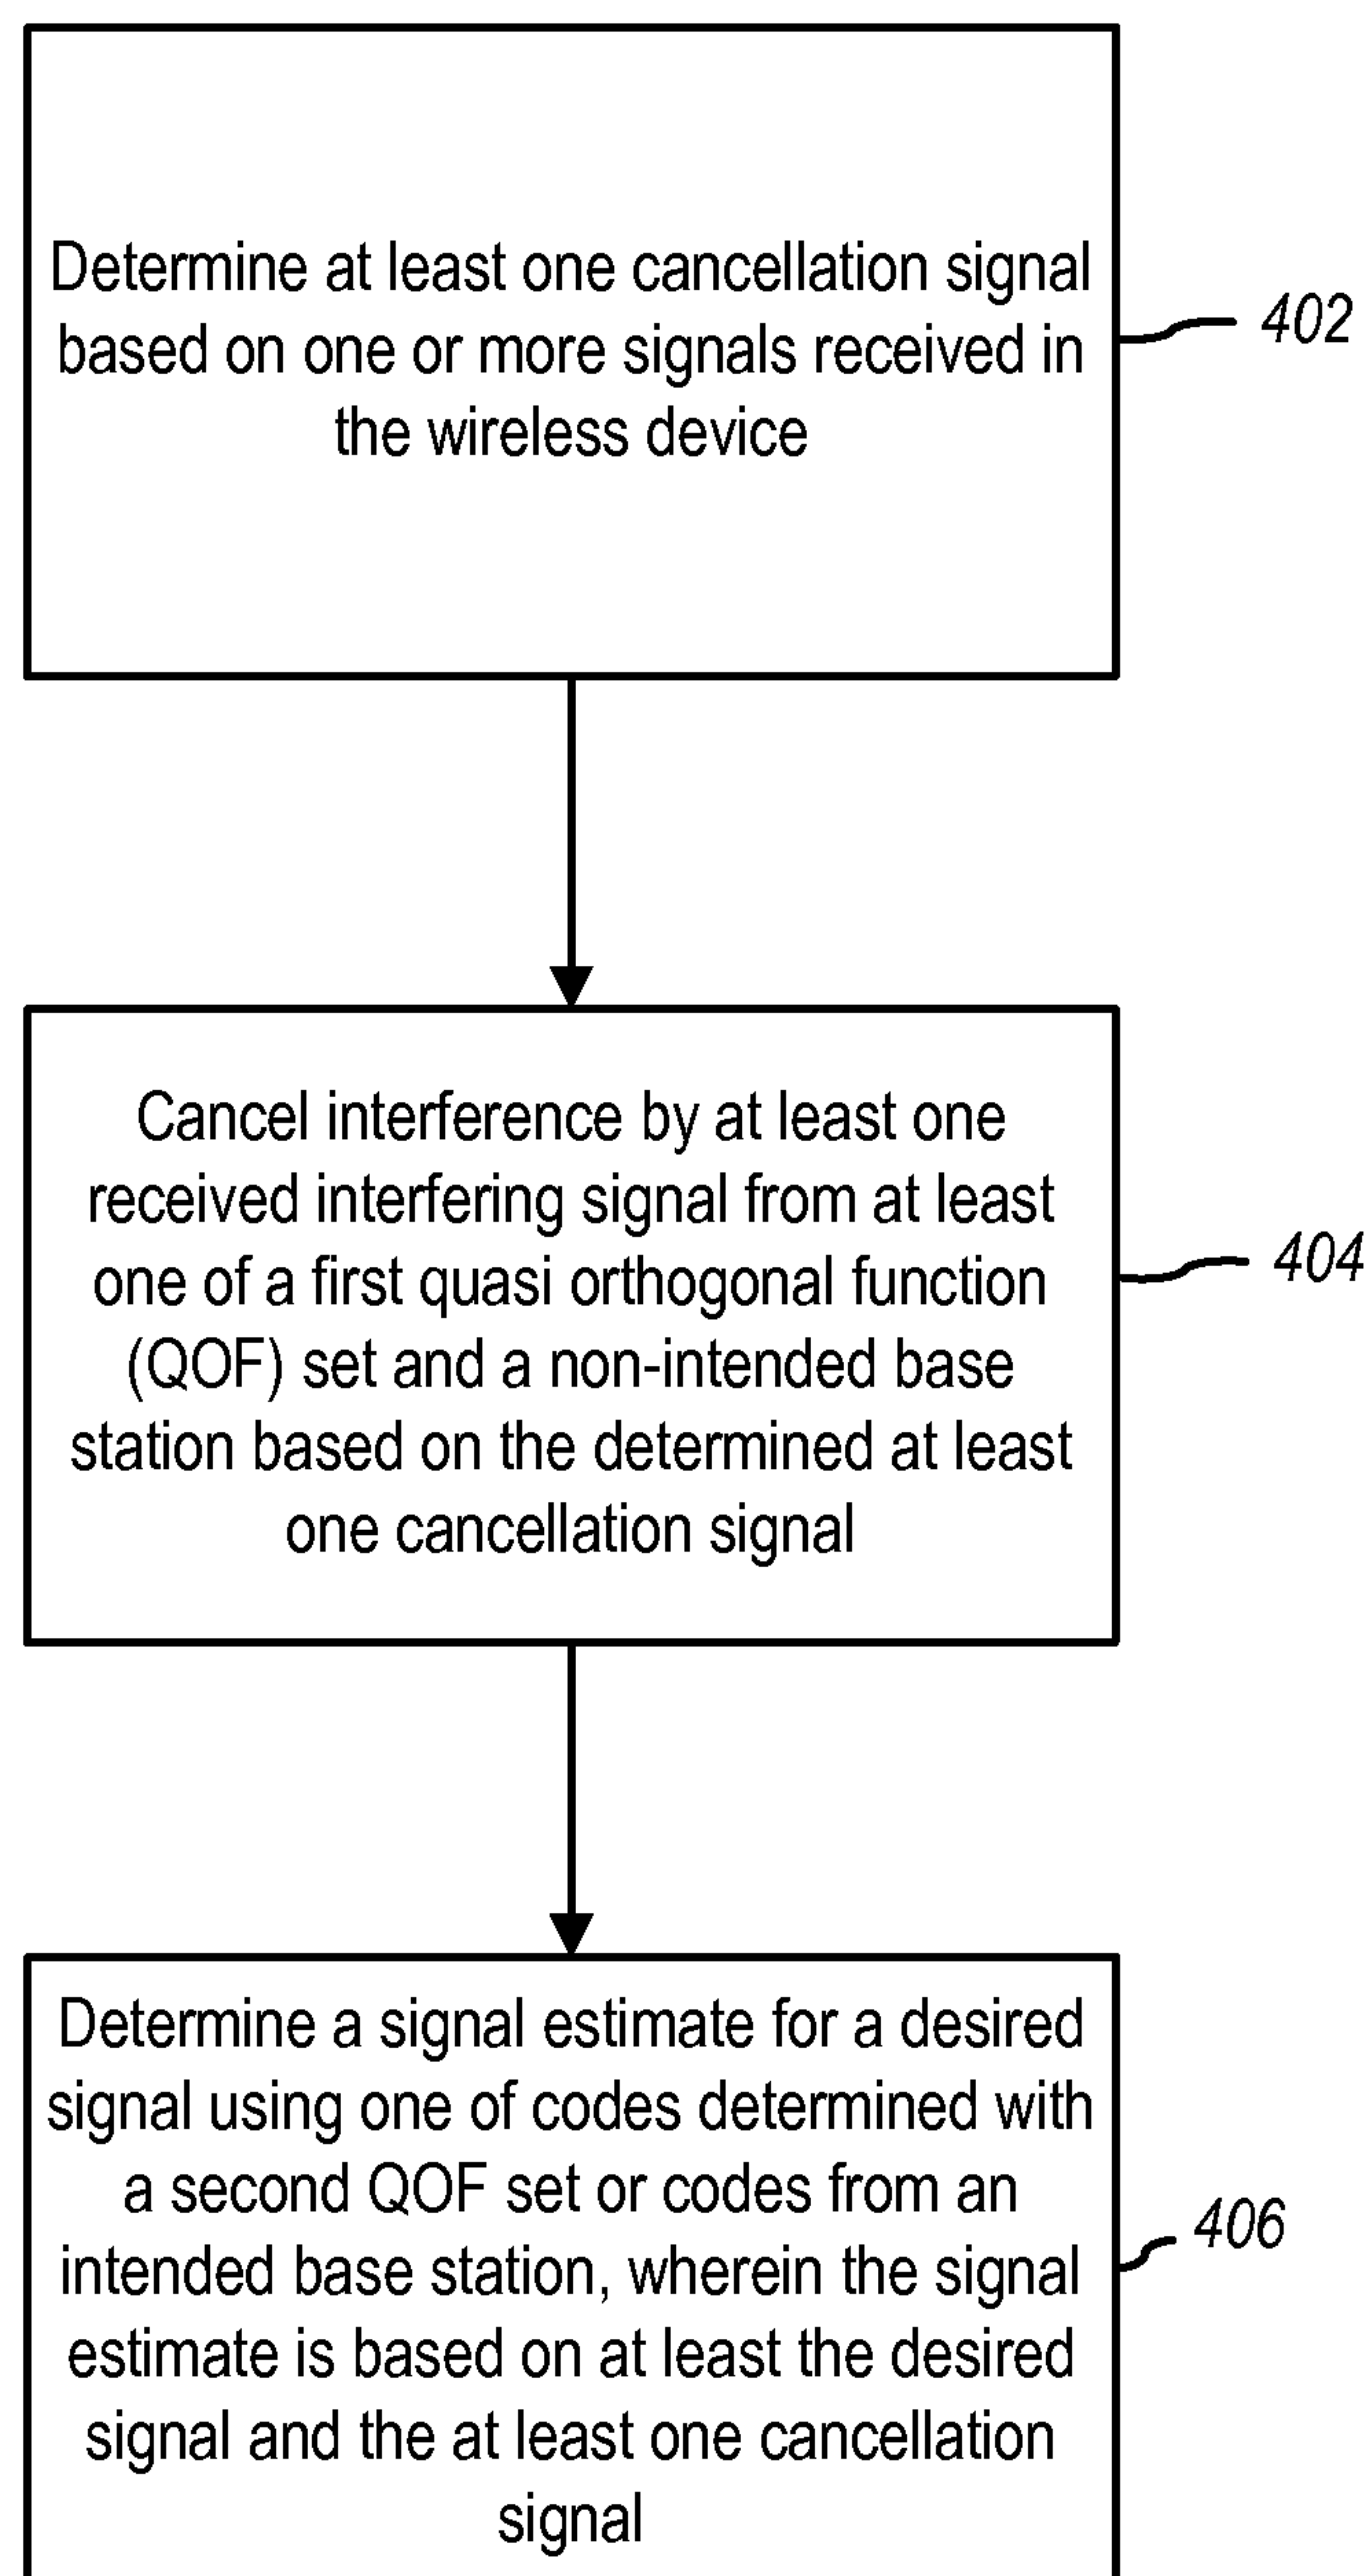 Determine at least one cancellation signal
based on one or more signals received in
the wireless device
402
Cancel interference by at least one
received interfering signal from at least
one of a first quasi orthogonal function
(QOF) set and a non-intended base
station based on the determined at least
one cancellation signal
404
Determine a signal estimate for a desired
signal using one of codes determined with
a second QOF set or codes from an
intended base station, wherein the signal
estimate is based on at least the desired
signal and the at least one cancellation
signal
406